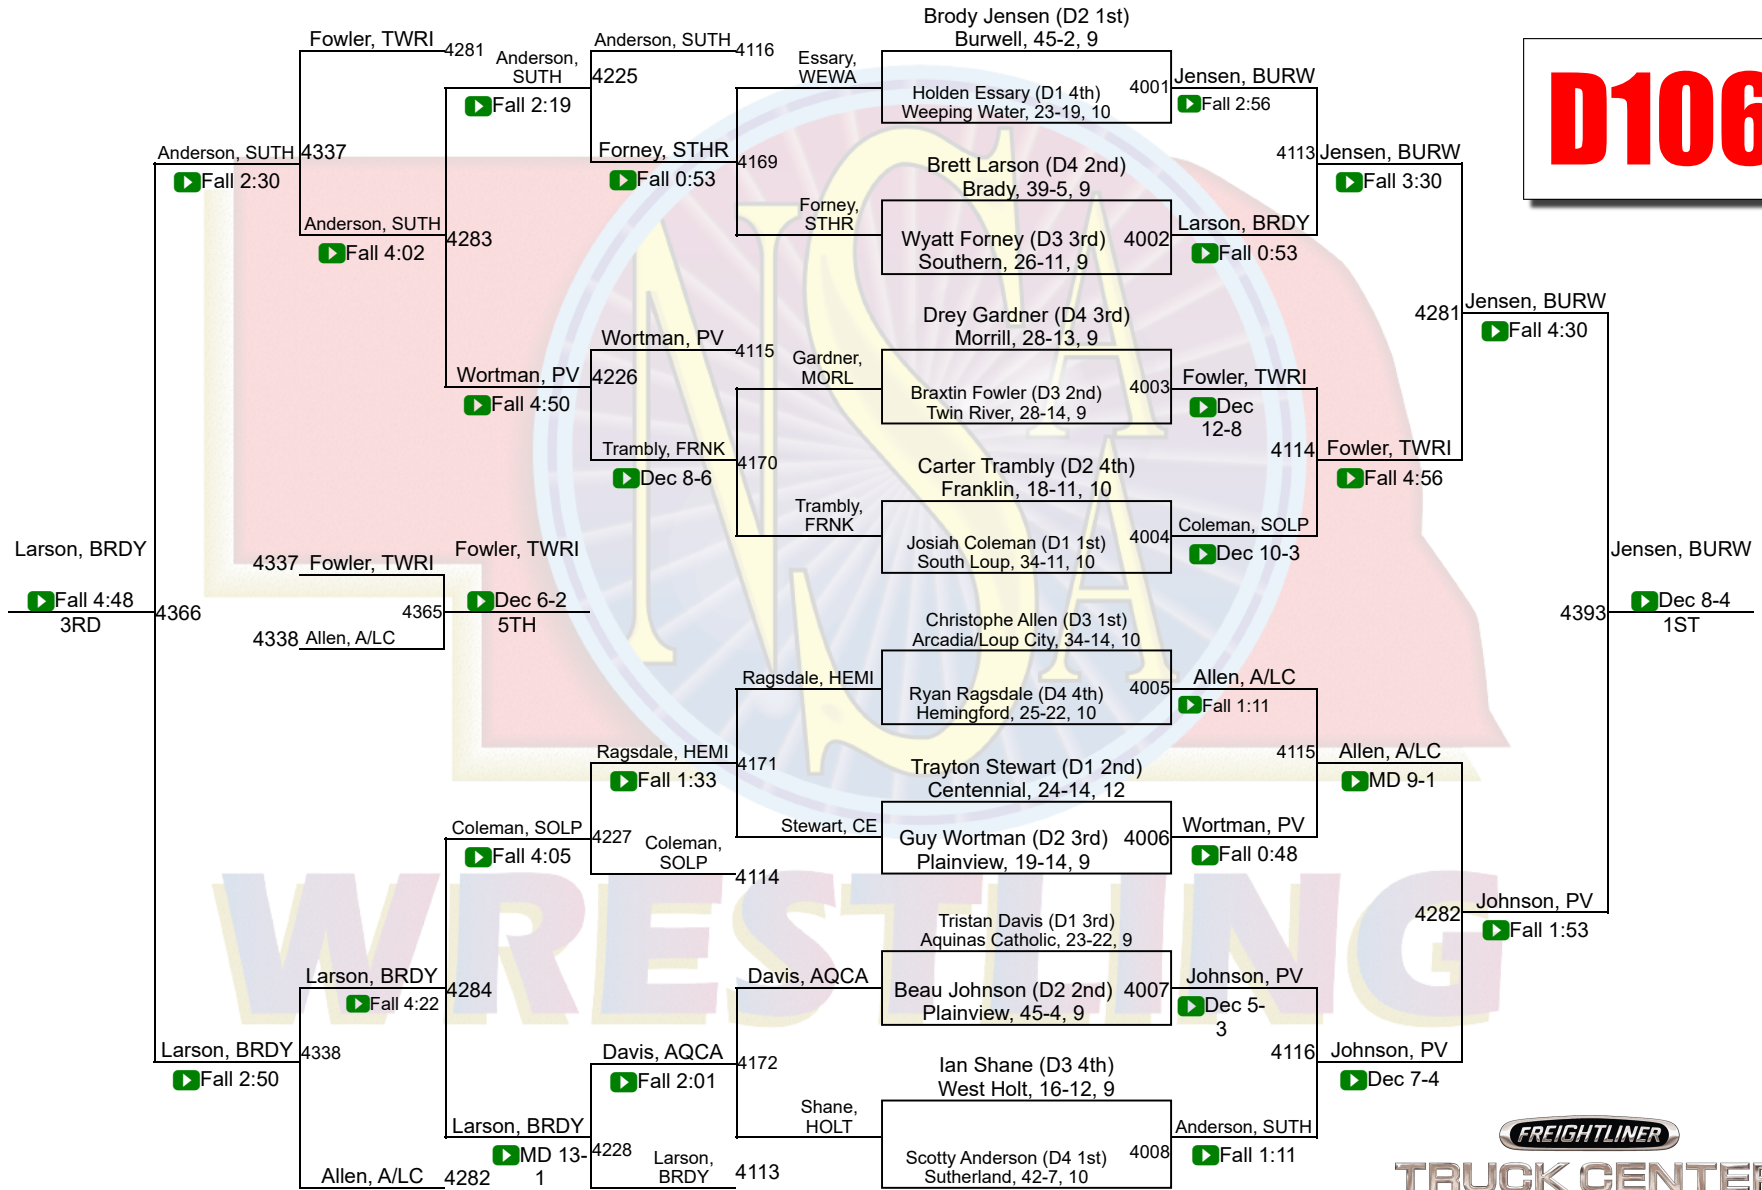 Brody Jensen (D2 1st)
Burwell, 45-2, 9
Fowler, TWRI
4281
Anderson, SUTH
4116
Anderson,
SUTH
4225
Fall 2:19
Essary,
WEWA
Holden Essary (D1 4th)
Weeping Water, 23-19, 10
4001
Jensen, BURW
Fall 2:56
D106
Anderson, SUTH
4337
Fall 2:30
Forney, STHR
4169
Fall 0:53
Brett Larson (D4 2nd)
Brady, 39-5, 9
4113
Jensen, BURW
Fall 3:30
Anderson, SUTH
4283
Fall 4:02
Forney,
STHR
Wyatt Forney (D3 3rd)
Southern, 26-11, 9
4002
Larson, BRDY
Fall 0:53
Drey Gardner (D4 3rd)
Morrill, 28-13, 9
4281
Jensen, BURW
Fall 4:30
Wortman, PV
4115
Wortman, PV
4226
Fall 4:50
Gardner,
MORL
Braxtin Fowler (D3 2nd)
Twin River, 28-14, 9
4003
Fowler, TWRI
Dec
12-8
Trambly, FRNK
4170
Dec 8-6
Carter Trambly (D2 4th)
Franklin, 18-11, 10
4114
Fowler, TWRI
Fall 4:56
Trambly,
FRNK
Josiah Coleman (D1 1st)
South Loup, 34-11, 10
4004
Coleman, SOLP
Dec 10-3
Larson, BRDY
Fall 4:48
3RD
4366
4337
Fowler, TWRI
4365
4338
Allen, A/LC
Fowler, TWRI
Dec 6-2
5TH
Jensen, BURW
4393
Dec 8-4
1ST
Christophe Allen (D3 1st)
Arcadia/Loup City, 34-14, 10
Ragsdale, HEMI
Ryan Ragsdale (D4 4th)
Hemingford, 25-22, 10
4005
Allen, A/LC
Fall 1:11
Ragsdale, HEMI
4171
Fall 1:33
Trayton Stewart (D1 2nd)
Centennial, 24-14, 12
4115
Allen, A/LC
MD 9-1
Coleman, SOLP
4227
Fall 4:05
Coleman,
SOLP
4114
Stewart, CE
Guy Wortman (D2 3rd)
Plainview, 19-14, 9
4006
Wortman, PV
Fall 0:48
NSAA
WRESTLING
Tristan Davis (D1 3rd)
Aquinas Catholic, 23-22, 9
4282
Johnson, PV
Fall 1:53
Larson, BRDY
4284
Fall 4:22
Davis, AQCA
Beau Johnson (D2 2nd)
Plainview, 45-4, 9
4007
Johnson, PV
Dec 5-
3
Larson, BRDY
4338
Fall 2:50
Davis, AQCA
4172
Fall 2:01
Ian Shane (D3 4th)
West Holt, 16-12, 9
4116
Johnson, PV
Dec 7-4
Larson, BRDY
4228
MD 13-
1
Shane,
HOLT
Scotty Anderson (D4 1st)
Sutherland, 42-7, 10
4008
Anderson, SUTH
Fall 1:11
Allen, A/LC
4282
Larson,
BRDY
4113
FREIGHTLINER
TRUCK CENTE